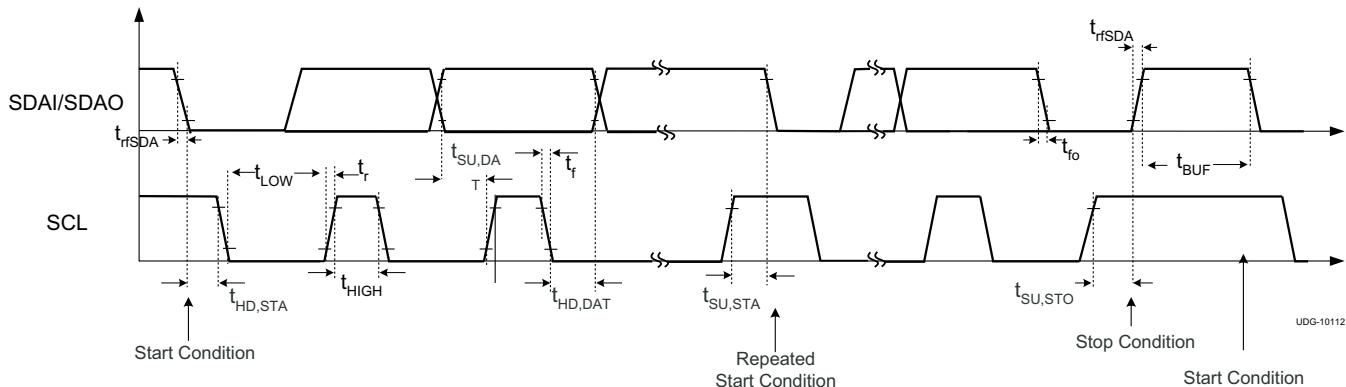 t_rfSDA
SDAI/SDAO
t_rfSDA
t_LOW
t_r
t_SU,DA
T
t_f
t_fo
t_BUF
SCL
t_HD,STA
t_HIGH
t_HD,DAT
t_SU,STA
t_SU,STO
UDG-10112
Start Condition
Repeated
Start Condition
Stop Condition
Start Condition